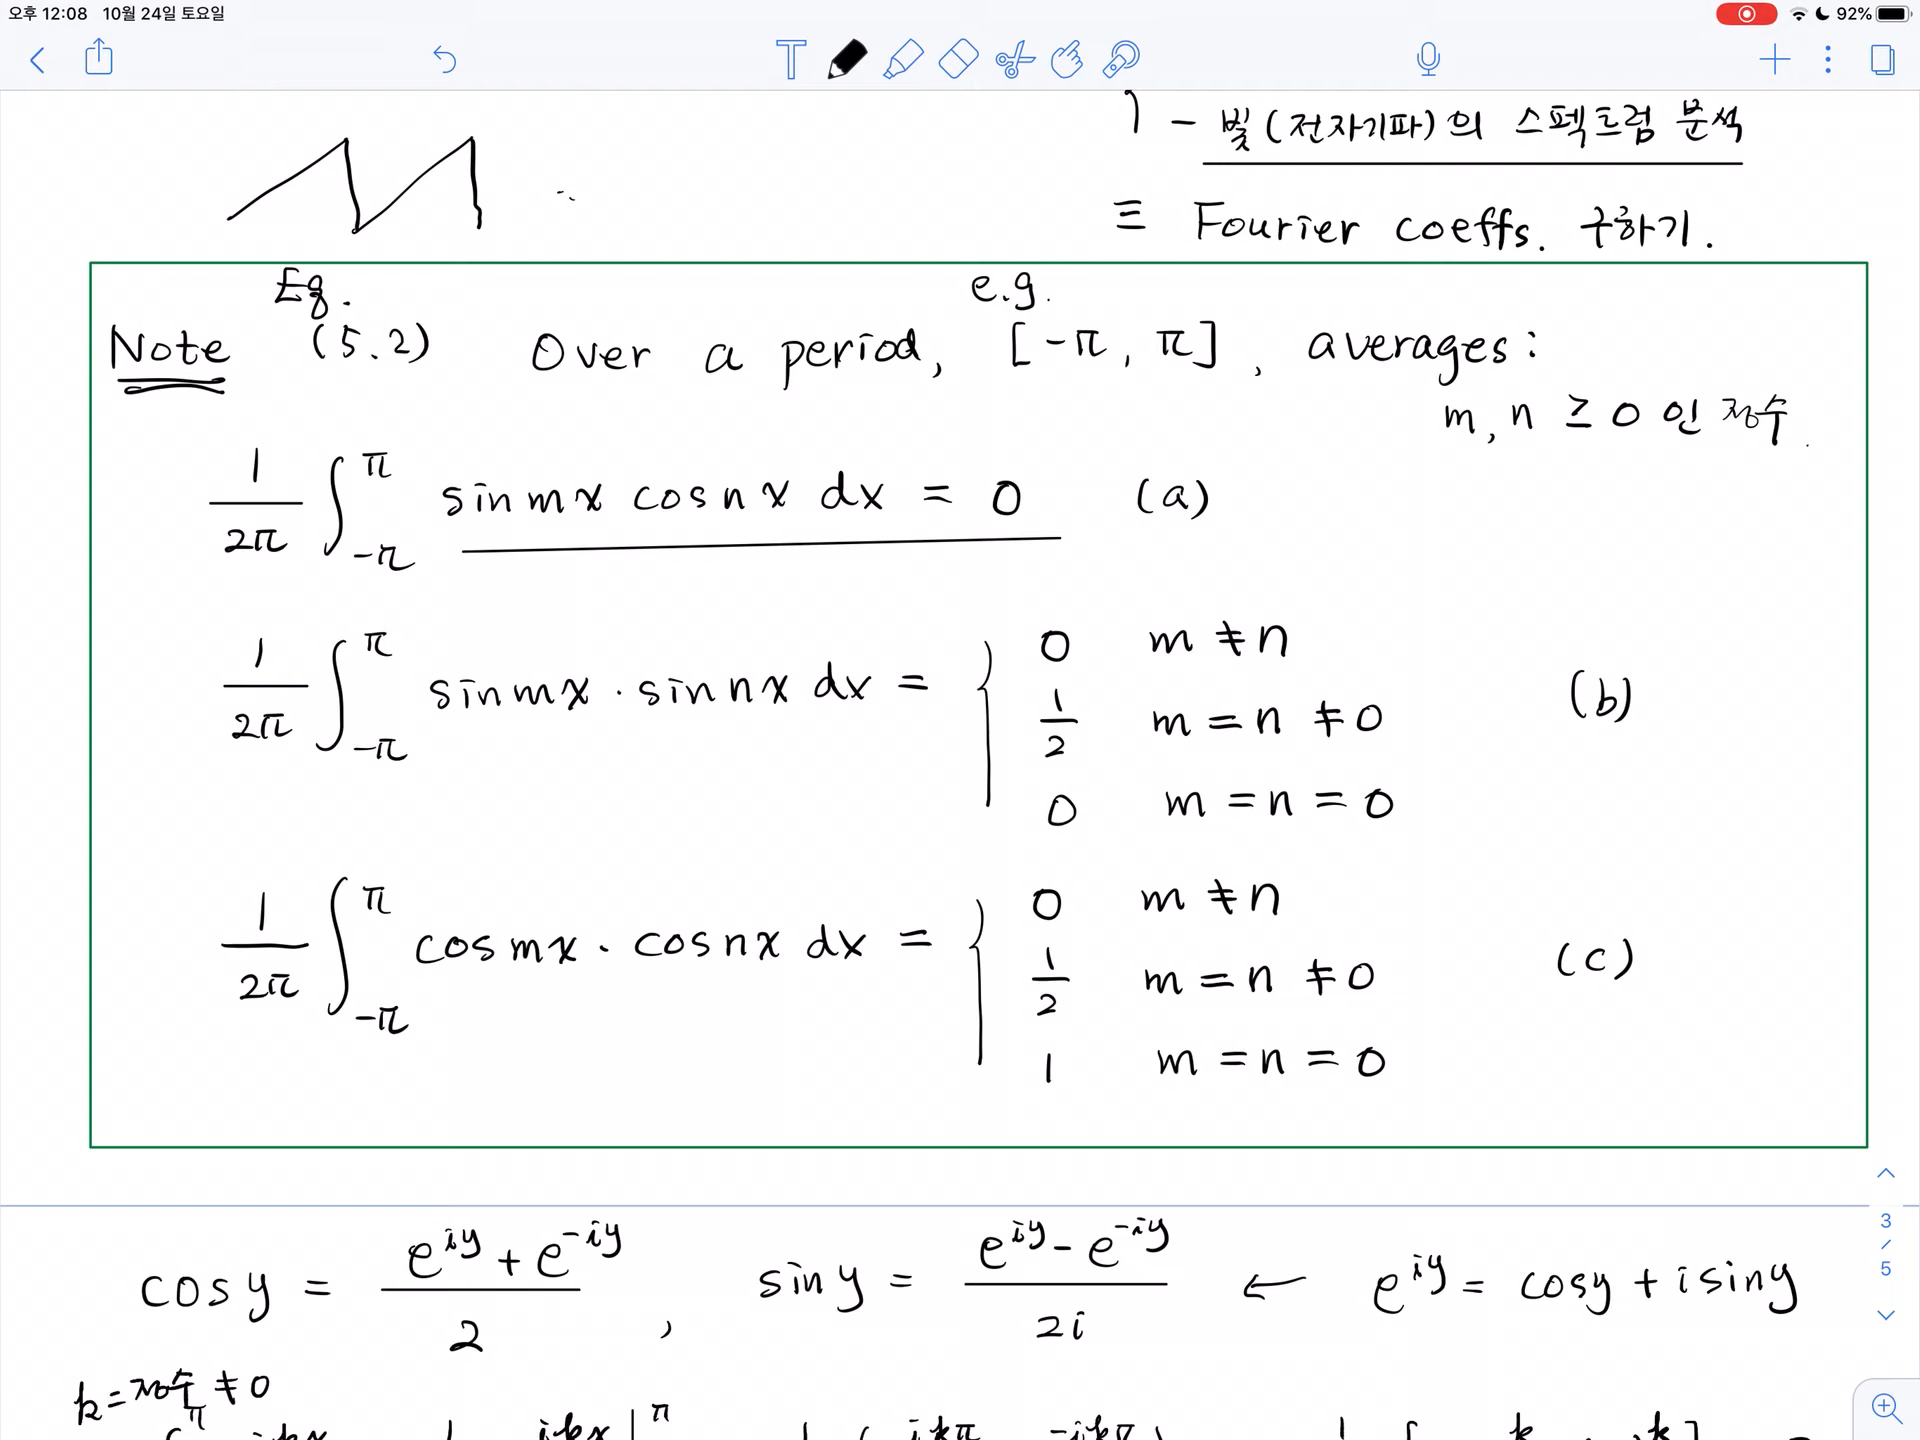 오후 12:08 10월 24일 토요일 92%
- 빛(전자기파)의 스펙트럼 분석
≡ Fourier coeffs. 구하기.
Eq. e.g.
Note (5.2) Over a period, [-π, π], averages:
m, n ≥ 0 인 정수.
1/2π ∫_{-π}^{π} sin mx cos nx dx = 0 (a)
1/2π ∫_{-π}^{π} sin mx · sin nx dx = { 0 m ≠ n
1/2 m = n ≠ 0 (b)
0 m = n = 0
1/2π ∫_{-π}^{π} cos mx · cos nx dx = { 0 m ≠ n
1/2 m = n ≠ 0 (c)
1 m = n = 0
3/5
cos y = (e^{iy} + e^{-iy})/2 , sin y = (e^{iy} - e^{-iy})/2i ← e^{iy} = cos y + i sin y
k = 정수 ≠ 0